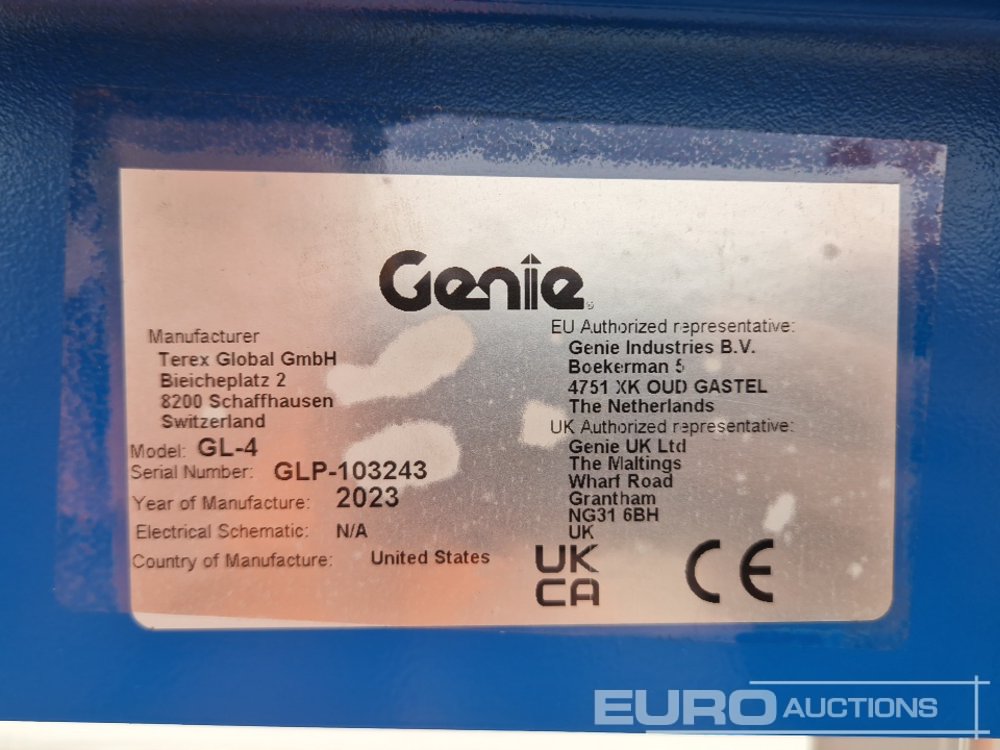 Genie
Manufacturer
Terex Global GmbH
Bieicheplatz 2
8200 Schaffhausen
Switzerland
Model: GL-4
Serial Number: GLP-103243
Year of Manufacture: 2023
Electrical Schematic: N/A
Country of Manufacture: United States
EU Authorized representative:
Genie Industries B.V.
Boekerman 5
4751 XK OUD GASTEL
The Netherlands
UK Authorized representative:
Genie UK Ltd
The Maltings
Wharf Road
Grantham
NG31 6BH
UK
UK
CA
CE
EURO AUCTIONS